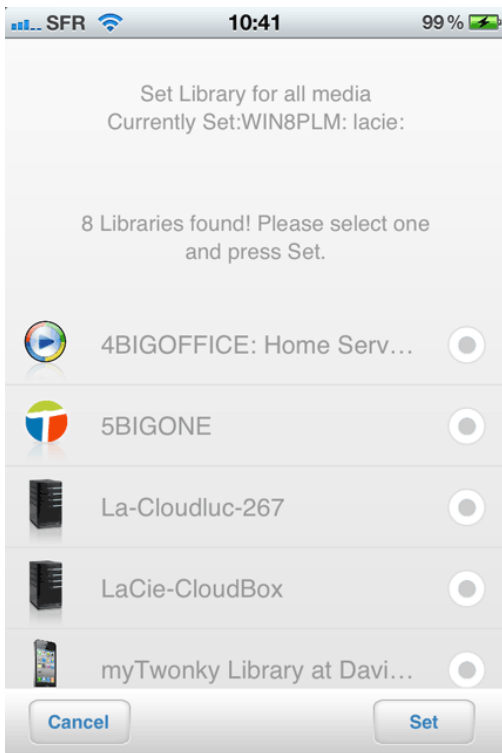 SFR 10:41 99 %
Set Library for all media
Currently Set:WIN8PLM: lacie:
8 Libraries found! Please select one
and press Set.
4BIGOFFICE: Home Serv...
5BIGONE
La-Cloudluc-267
LaCie-CloudBox
myTwonky Library at Davi...
Cancel Set